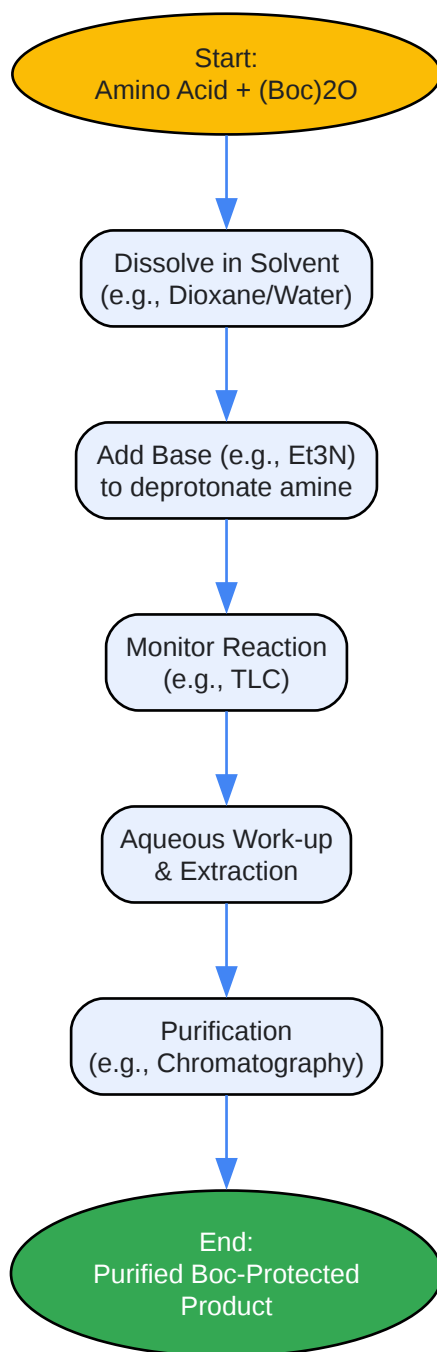 Start:
Amino Acid + (Boc)2O
Dissolve in Solvent
(e.g., Dioxane/Water)
Add Base (e.g., Et3N)
to deprotonate amine
Monitor Reaction
(e.g., TLC)
Aqueous Work-up
& Extraction
Purification
(e.g., Chromatography)
End:
Purified Boc-Protected
Product